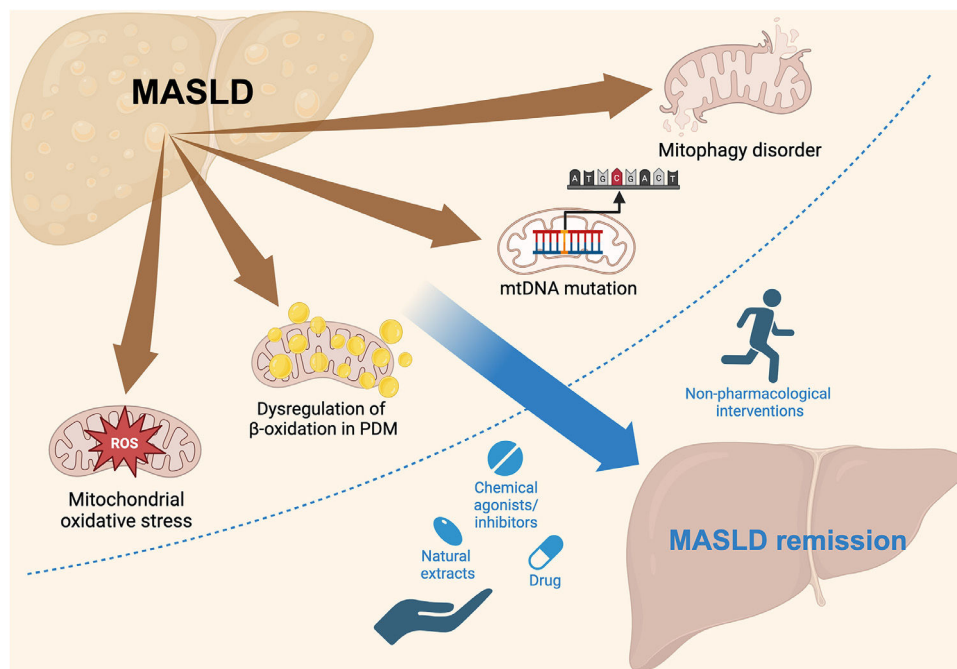 MASLD
Mitophagy disorder
A T G C G A C T
mtDNA mutation
Dysregulation of
β-oxidation in PDM
ROS
Mitochondrial
oxidative stress
Non-pharmacological
interventions
Chemical
agonists/
inhibitors
Natural
extracts
Drug
MASLD remission